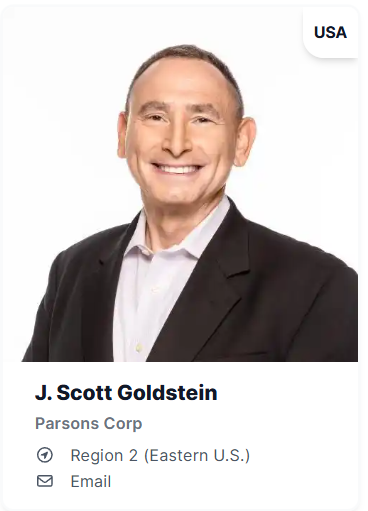 USA
J. Scott Goldstein
Parsons Corp
Region 2 (Eastern U.S.)
Email